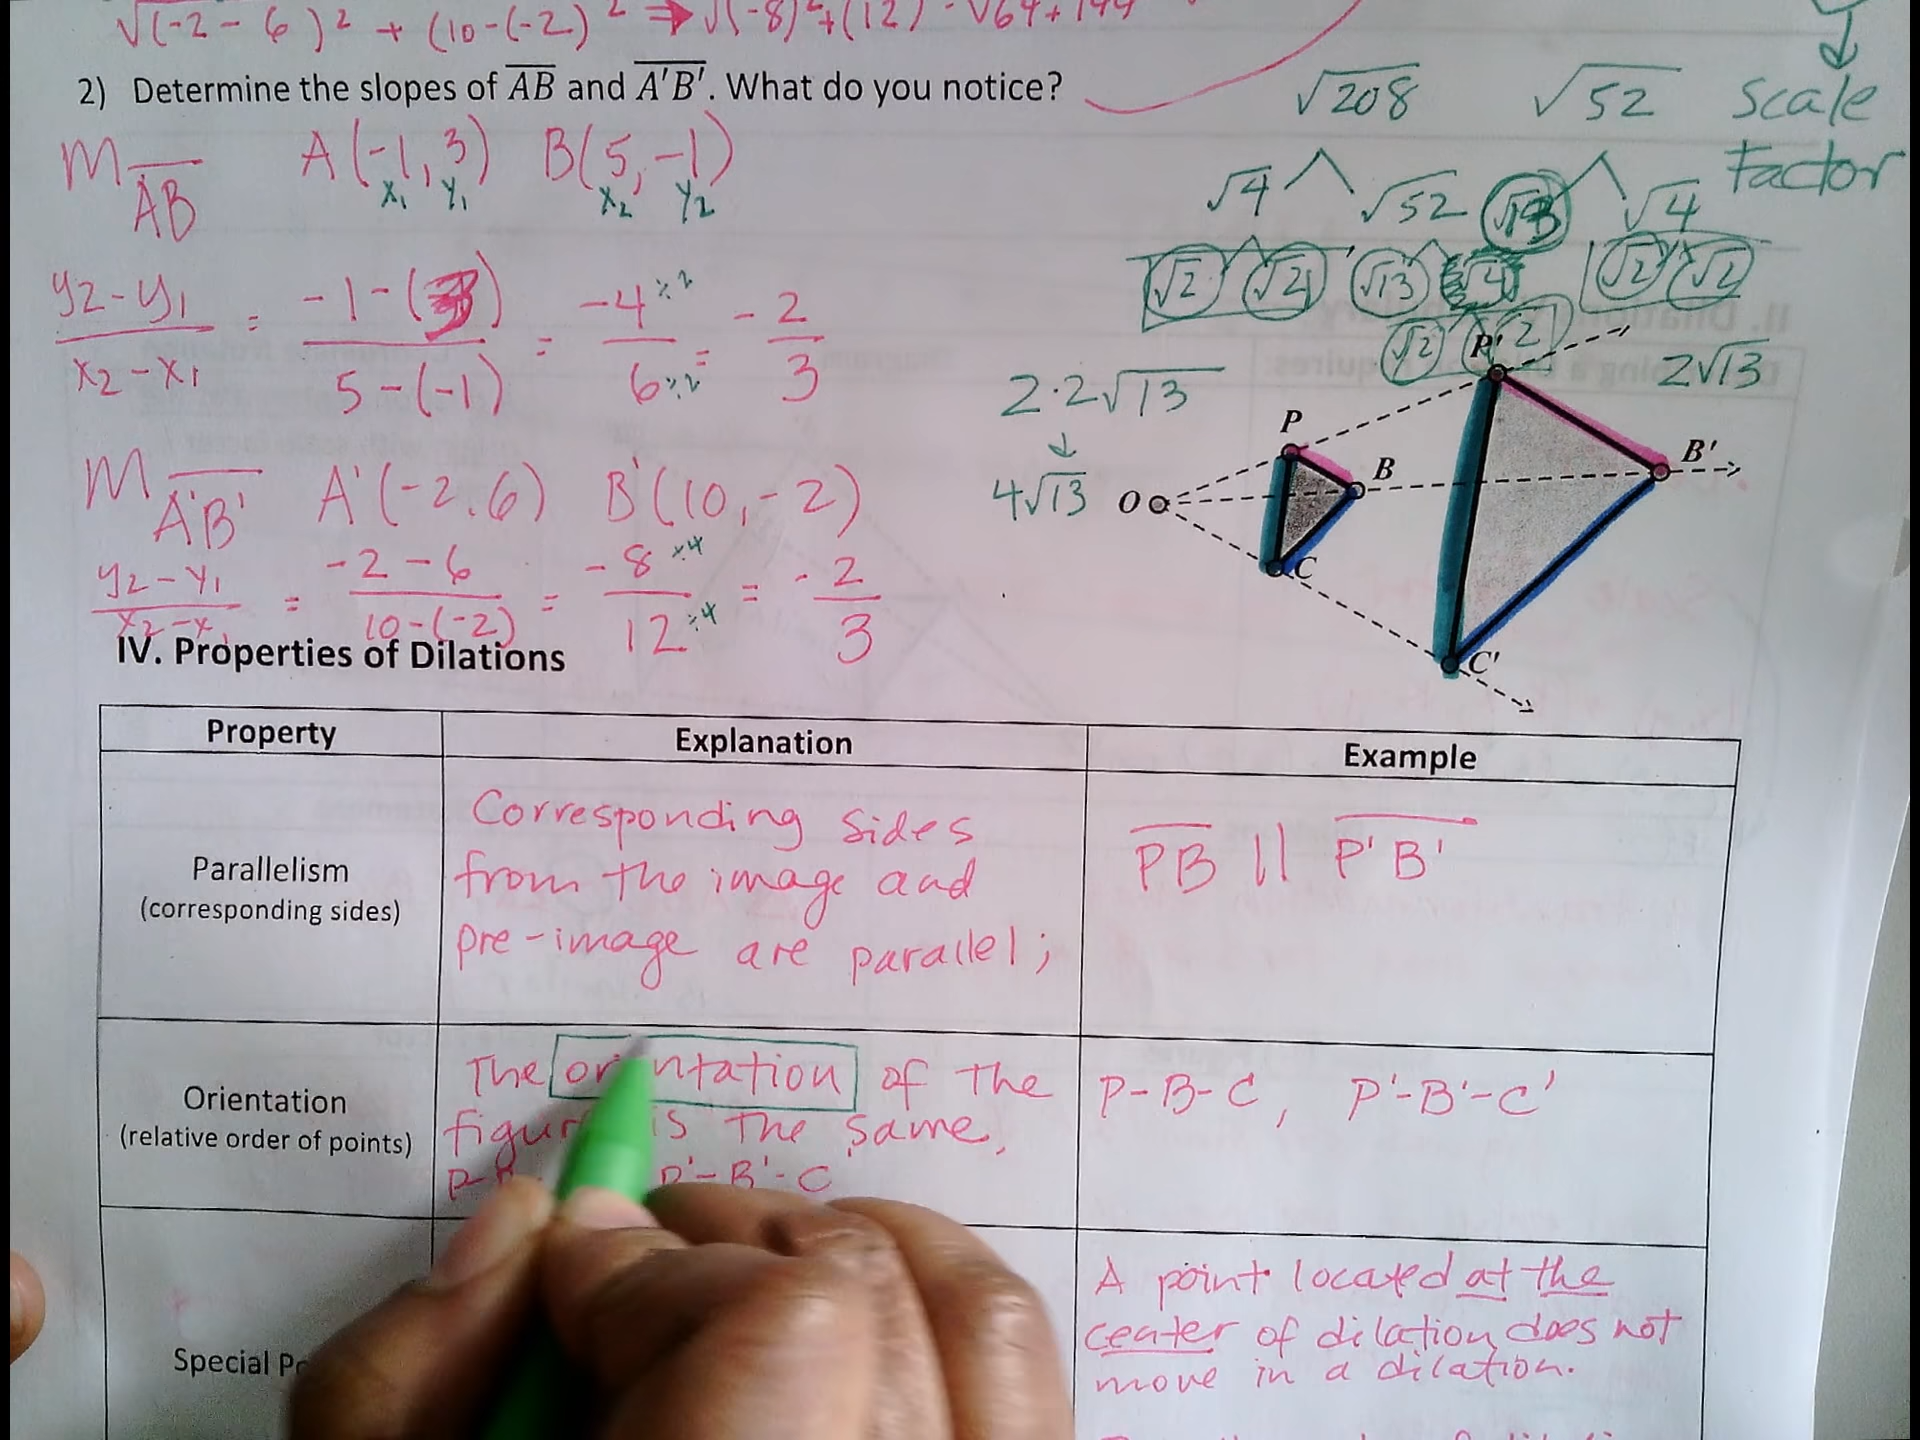 √(-2 - 6)² + (10-(-2)² ⇒ √(-8)²+(12) - √64+144
2) Determine the slopes of AB and A'B'. What do you notice?
√208 √52 Scale Factor
M AB A(-1, 3) B(5, -1)
x₁ y₁ x₂ y₂
√4 √52 √13 √4
√2 √2 √13 √4 √2 √2
√2 √2
y2-y1 / x2-x1 = -1-(3) / 5-(-1) = -4 ÷2 / 6 ÷2 = -2/3
2·2√13 2√13
↓
4√13
P' P B B' O C C'
M A'B' A'(-2,6) B'(10, -2)
y2-y1 / x2-x1 = -2-6 / 10-(-2) = -8 ÷4 / 12 ÷4 = -2/3
IV. Properties of Dilations
Property Explanation Example
Parallelism
(corresponding sides)
Corresponding sides
from the image and
pre-image are parallel;
PB || P'B'
Orientation
(relative order of points)
The orientation of the
figure is the same,
P'-B'-C
P-B-C, P'-B'-C'
Special
A point located at the
center of dilation does not
move in a dilation.